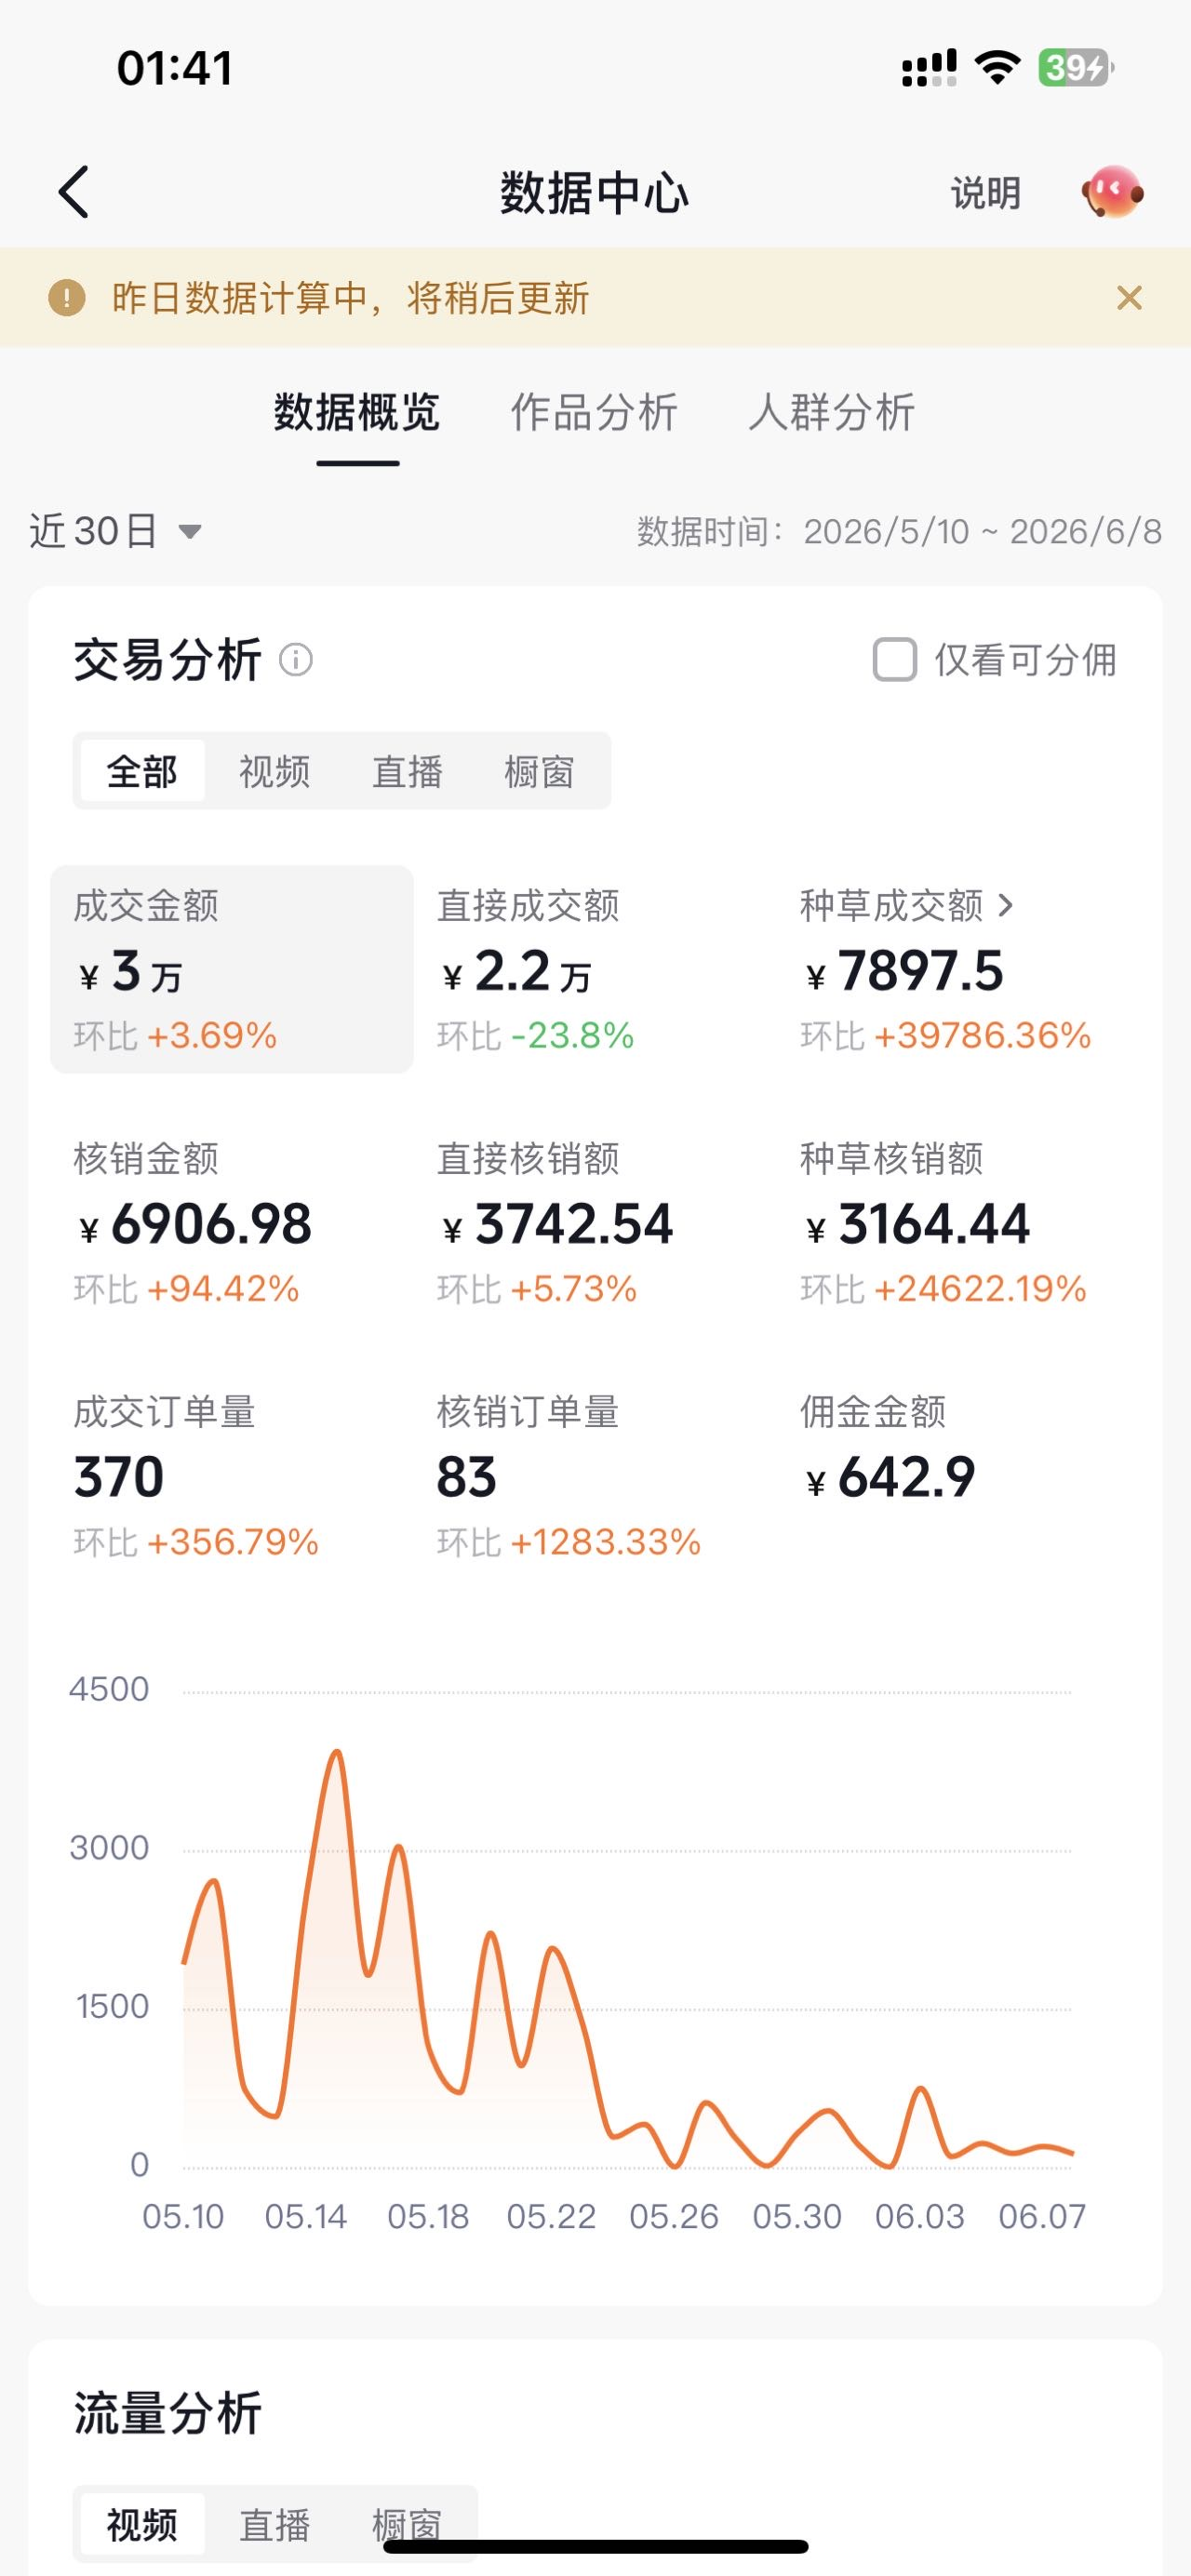 01:41
39
数据中心
说明
昨日数据计算中，将稍后更新
数据概览 作品分析 人群分析
近30日
数据时间：2026/5/10 ~ 2026/6/8
交易分析
仅看可分佣
全部 视频 直播 橱窗
成交金额 直接成交额 种草成交额
¥ 3 万 ¥ 2.2 万 ¥ 7897.5
环比 +3.69% 环比 -23.8% 环比 +39786.36%
核销金额 直接核销额 种草核销额
¥ 6906.98 ¥ 3742.54 ¥ 3164.44
环比 +94.42% 环比 +5.73% 环比 +24622.19%
成交订单量 核销订单量 佣金金额
370 83 ¥ 642.9
环比 +356.79% 环比 +1283.33%
4500
3000
1500
0
05.10 05.14 05.18 05.22 05.26 05.30 06.03 06.07
流量分析
视频 直播 橱窗